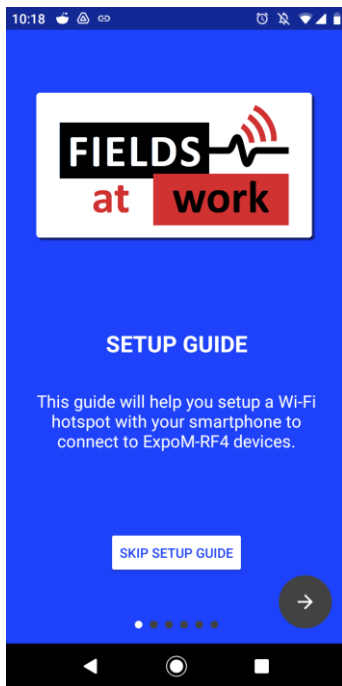 10:18
FIELDS
at work
SETUP GUIDE
This guide will help you setup a Wi-Fi
hotspot with your smartphone to
connect to ExpoM-RF4 devices.
SKIP SETUP GUIDE